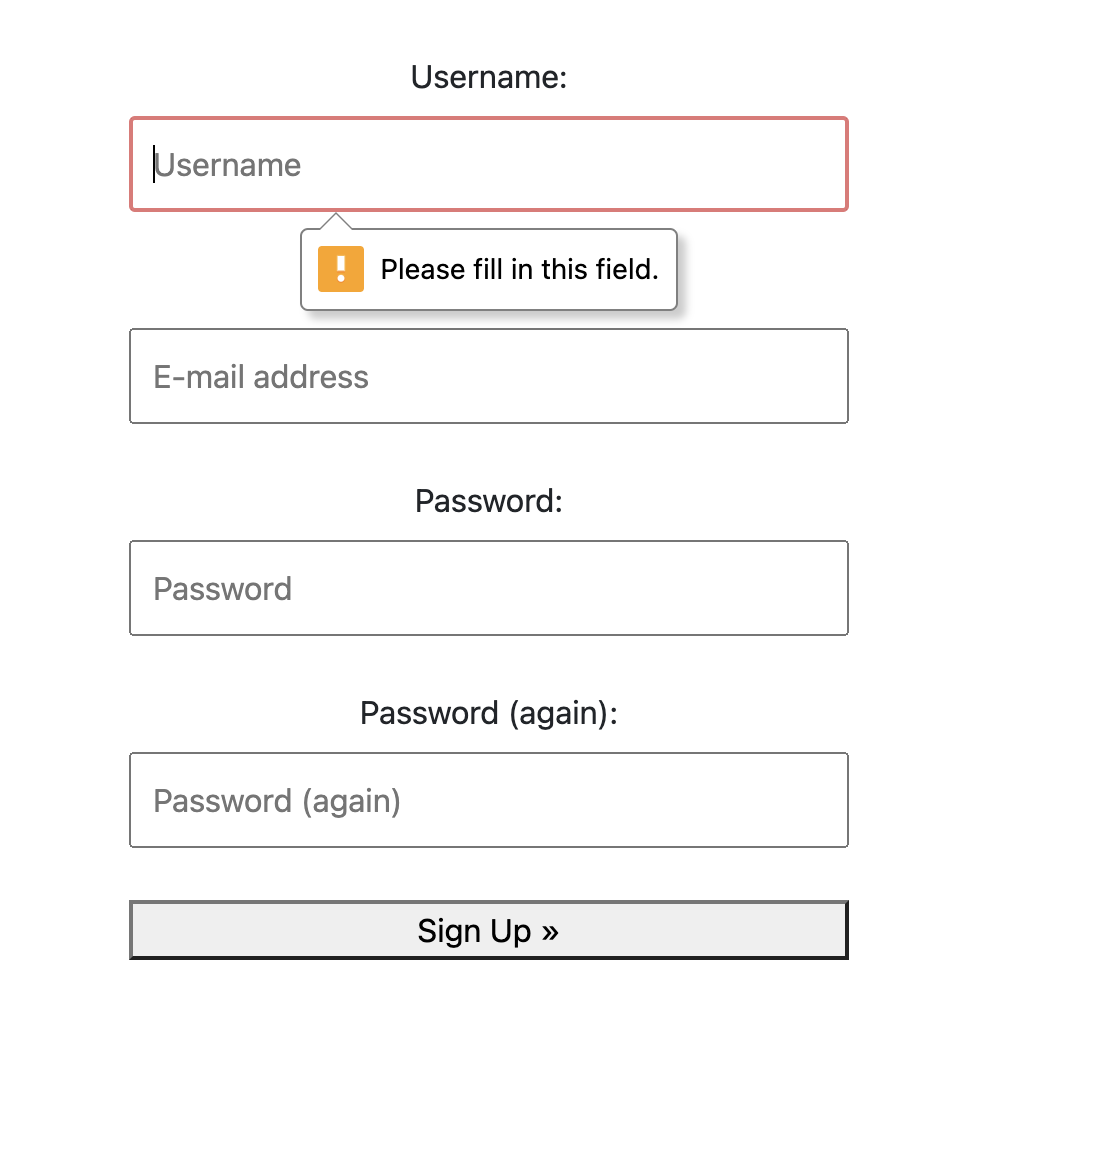 Username:
Username
Please fill in this field.
E-mail address
Password:
Password
Password (again):
Password (again)
Sign Up »